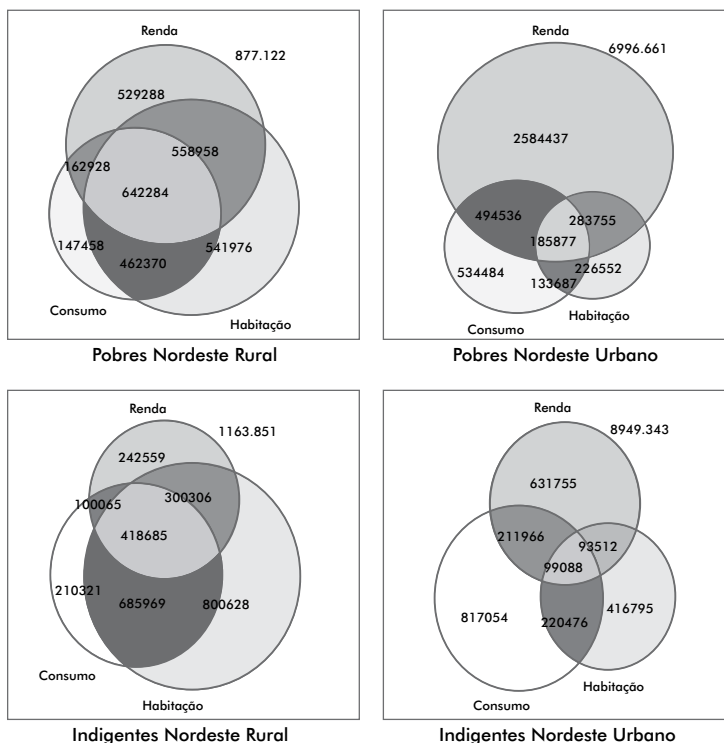 Renda
877.122
529288
162928
558958
642284
147458
541976
462370
Consumo
Habitação
Pobres Nordeste Rural
Renda
6996.661
2584437
494536
283755
185877
534484
226552
133687
Habitação
Consumo
Pobres Nordeste Urbano
Renda
1163.851
242559
100065
300306
418685
210321
685969
800628
Consumo
Habitação
Indigentes Nordeste Rural
Renda
8949.343
631755
211966
93512
99088
817054
416795
220476
Habitação
Consumo
Indigentes Nordeste Urbano